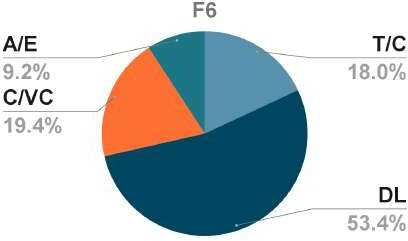 F6
A/E
9.2%
T/C
18.0%
C/VC
19.4%
DL
53.4%